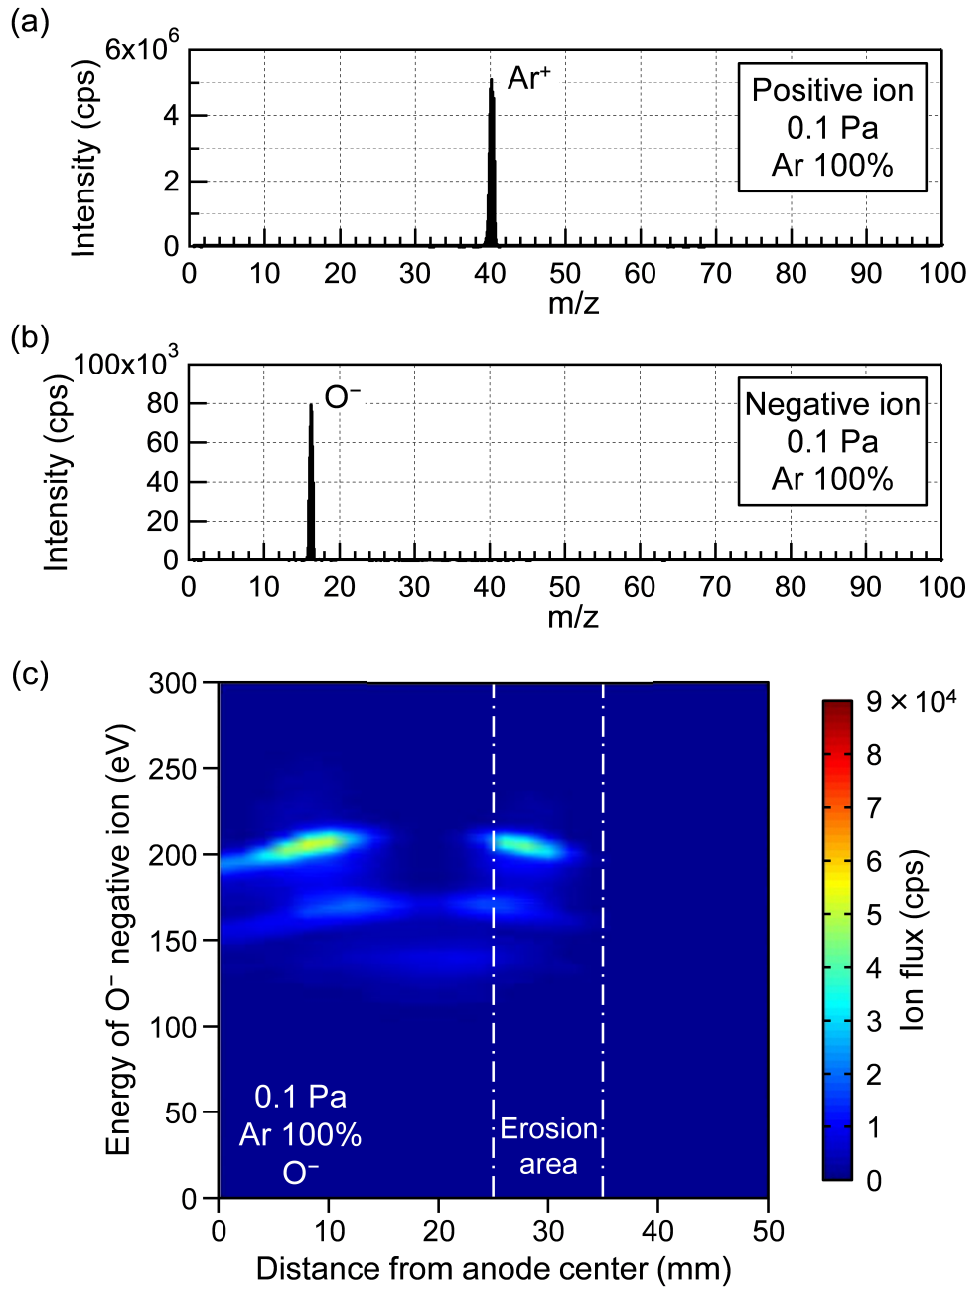 (a)
6x10⁶
4
2
0
Intensity (cps)
Ar⁺
Positive ion
0.1 Pa
Ar 100%
0 10 20 30 40 50 60 70 80 90 100
m/z
(b)
100x10³
80
60
40
20
0
Intensity (cps)
O⁻
Negative ion
0.1 Pa
Ar 100%
0 10 20 30 40 50 60 70 80 90 100
m/z
(c)
300
250
200
150
100
50
0
Energy of O⁻ negative ion (eV)
0.1 Pa
Ar 100%
O⁻
Erosion
area
0 10 20 30 40 50
Distance from anode center (mm)
9 × 10⁴
8
7
6
5
4
3
2
1
0
Ion flux (cps)